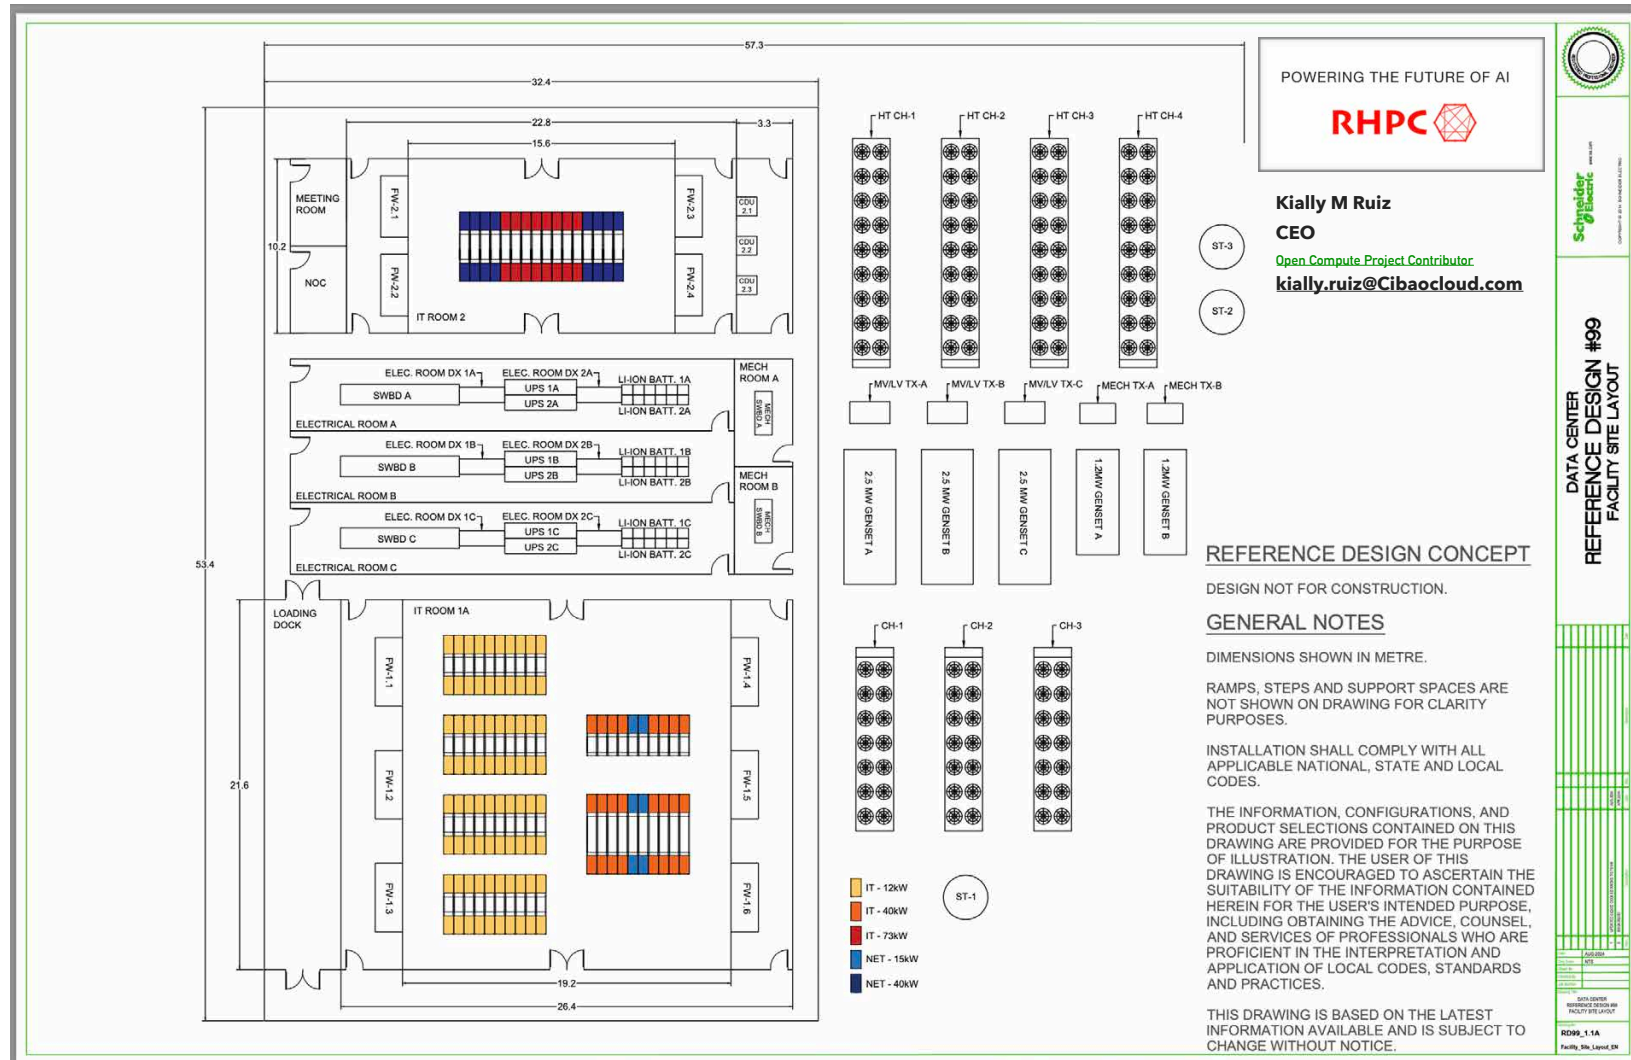 57.3
32.4
22.8
3.3
15.6
10.2
MEETING
ROOM
NOC
FW-2.1
FW-2.2
FW-2.3
FW-2.4
IT ROOM 2
CDU
2.1
CDU
2.2
CDU
2.3
HT CH-1
HT CH-2
HT CH-3
HT CH-4
ST-3
ST-2
POWERING THE FUTURE OF AI
RHPC
Kially M Ruiz
CEO
Open Compute Project Contributor
kially.ruiz@Cibaocloud.com
ELEC. ROOM DX 1A
ELEC. ROOM DX 2A
SWBD A
UPS 1A
UPS 2A
LI-ION BATT. 1A
LI-ION BATT. 2A
ELECTRICAL ROOM A
MECH
ROOM A
MECH
SWBD A
ELEC. ROOM DX 1B
ELEC. ROOM DX 2B
SWBD B
UPS 1B
UPS 2B
LI-ION BATT. 1B
LI-ION BATT. 2B
ELECTRICAL ROOM B
MECH
ROOM B
MECH
SWBD B
ELEC. ROOM DX 1C
ELEC. ROOM DX 2C
SWBD C
UPS 1C
UPS 2C
LI-ION BATT. 1C
LI-ION BATT. 2C
ELECTRICAL ROOM C
53.4
MV/LV TX-A
MV/LV TX-B
MV/LV TX-C
MECH TX-A
MECH TX-B
2.5 MW GENSET A
2.5 MW GENSET B
2.5 MW GENSET C
1.2MW GENSET A
1.2MW GENSET B
LOADING
DOCK
IT ROOM 1A
21.6
FW-1.1
FW-1.2
FW-1.3
FW-1.4
FW-1.5
FW-1.6
19.2
26.4
CH-1
CH-2
CH-3
ST-1
IT - 12kW
IT - 40kW
IT - 73kW
NET - 15kW
NET - 40kW
REFERENCE DESIGN CONCEPT
DESIGN NOT FOR CONSTRUCTION.
GENERAL NOTES
DIMENSIONS SHOWN IN METRE.
RAMPS, STEPS AND SUPPORT SPACES ARE
NOT SHOWN ON DRAWING FOR CLARITY
PURPOSES.
INSTALLATION SHALL COMPLY WITH ALL
APPLICABLE NATIONAL, STATE AND LOCAL
CODES.
THE INFORMATION, CONFIGURATIONS, AND
PRODUCT SELECTIONS CONTAINED ON THIS
DRAWING ARE PROVIDED FOR THE PURPOSE
OF ILLUSTRATION. THE USER OF THIS
DRAWING IS ENCOURAGED TO ASCERTAIN THE
SUITABILITY OF THE INFORMATION CONTAINED
HEREIN FOR THE USER'S INTENDED PURPOSE,
INCLUDING OBTAINING THE ADVICE, COUNSEL,
AND SERVICES OF PROFESSIONALS WHO ARE
PROFICIENT IN THE INTERPRETATION AND
APPLICATION OF LOCAL CODES, STANDARDS
AND PRACTICES.
THIS DRAWING IS BASED ON THE LATEST
INFORMATION AVAILABLE AND IS SUBJECT TO
CHANGE WITHOUT NOTICE.
Schneider
Electric
DATA CENTER
REFERENCE DESIGN #99
FACILITY SITE LAYOUT
AUG-2024
NTS
DATA CENTER
REFERENCE DESIGN #99
FACILITY SITE LAYOUT
RD99_1.1A
Facility_Site_Layout_EN